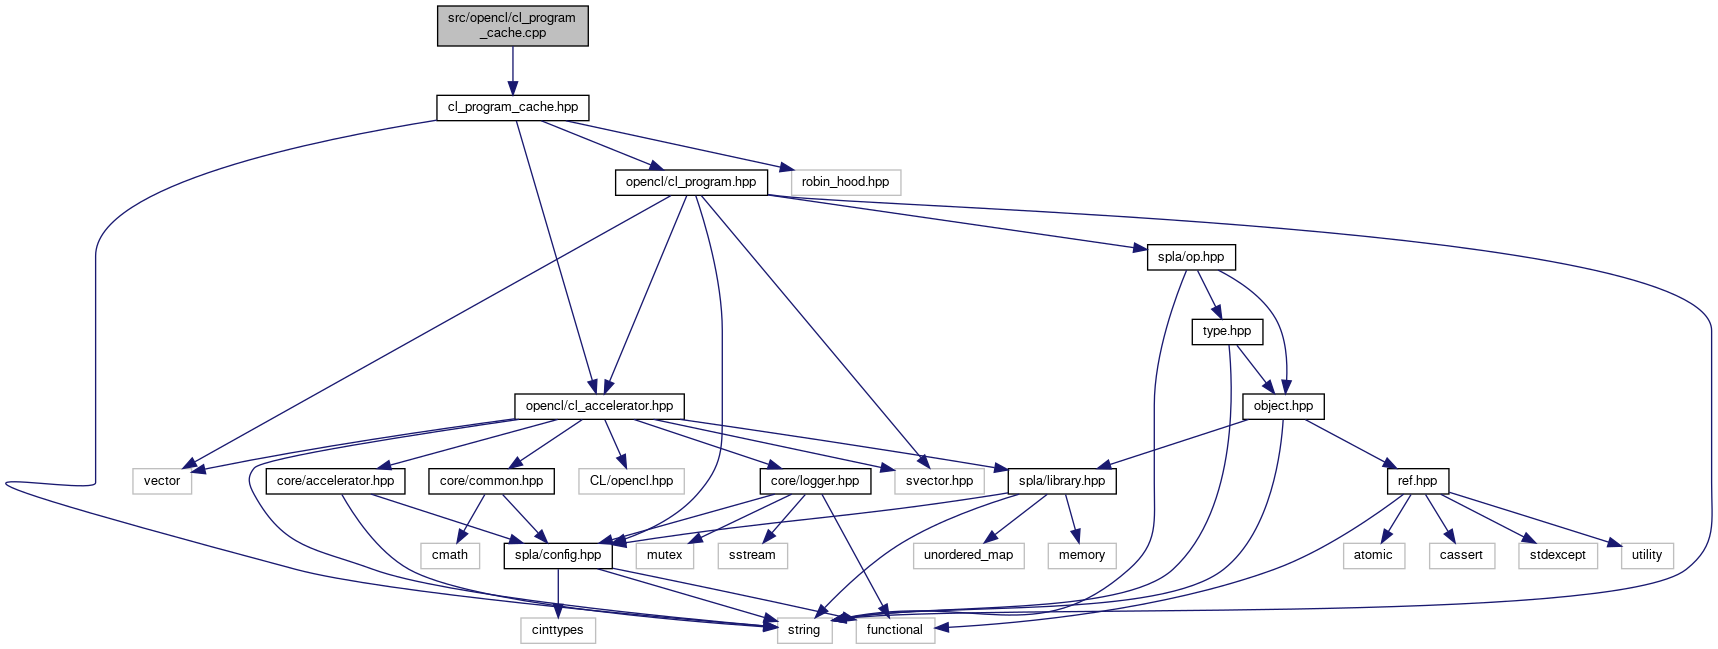 src/opencl/cl_program
_cache.cpp
cl_program_cache.hpp
opencl/cl_program.hpp
robin_hood.hpp
spla/op.hpp
type.hpp
opencl/cl_accelerator.hpp
object.hpp
vector
core/accelerator.hpp
core/common.hpp
CL/opencl.hpp
core/logger.hpp
svector.hpp
spla/library.hpp
ref.hpp
cmath
spla/config.hpp
mutex
sstream
unordered_map
memory
atomic
cassert
stdexcept
utility
cinttypes
string
functional